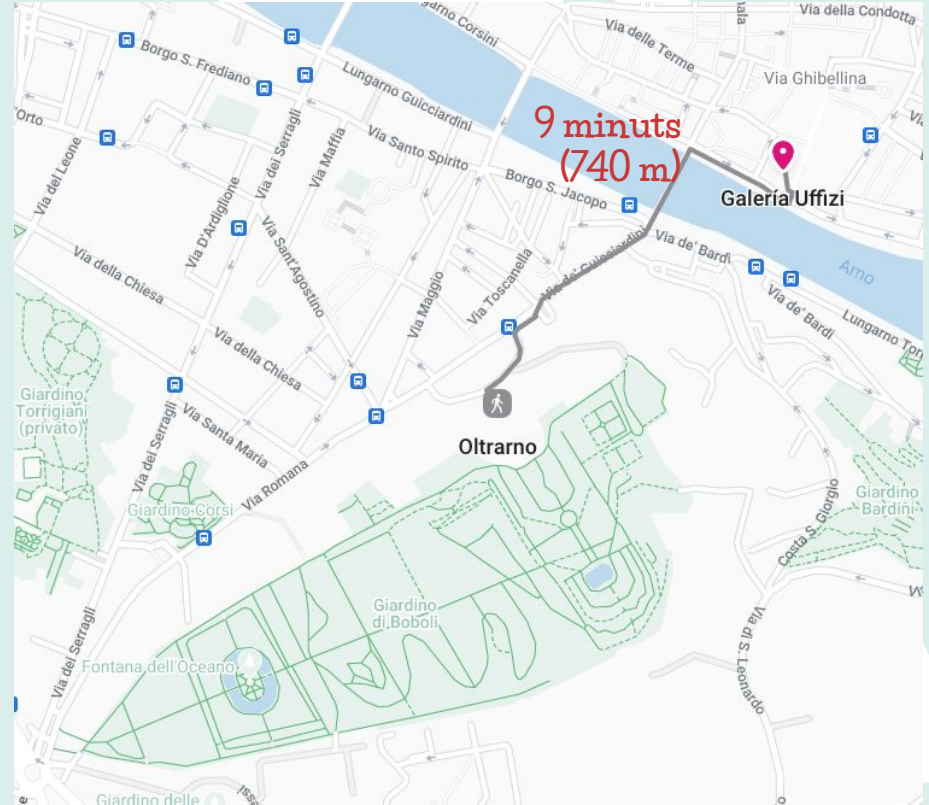 Via della Condotta
Lungarno Corsini
Via delle Terme
Borgo S. Frediano
Via Ghibellina
Lungarno Guicciardini
9 minuts
(740 m)
'Orto
Via Maffia
Via dei Serragli
Via Santo Spirito
Via del Leone
Borgo S. Jacopo
Galería Uffizi
Via D'Ardiglione
Via Sant'Agostino
Via de' Guicciardini
Via de' Bardi
Arno
Via della Chiesa
Via Maggio
Via Toscanella
Via de' Bardi
Lungarno Torr
Via della Chiesa
Giardino
Torrigiani
(privato)
Via Santa Maria
Oltrarno
Via dei Serragli
Via Romana
Giardino Corsi
Giardino
Bardini
Costa S. Giorgio
Giardino
di Boboli
Via di S. Leonardo
Via dei Serragli
Fontana dell'Oceano
Giardino delle